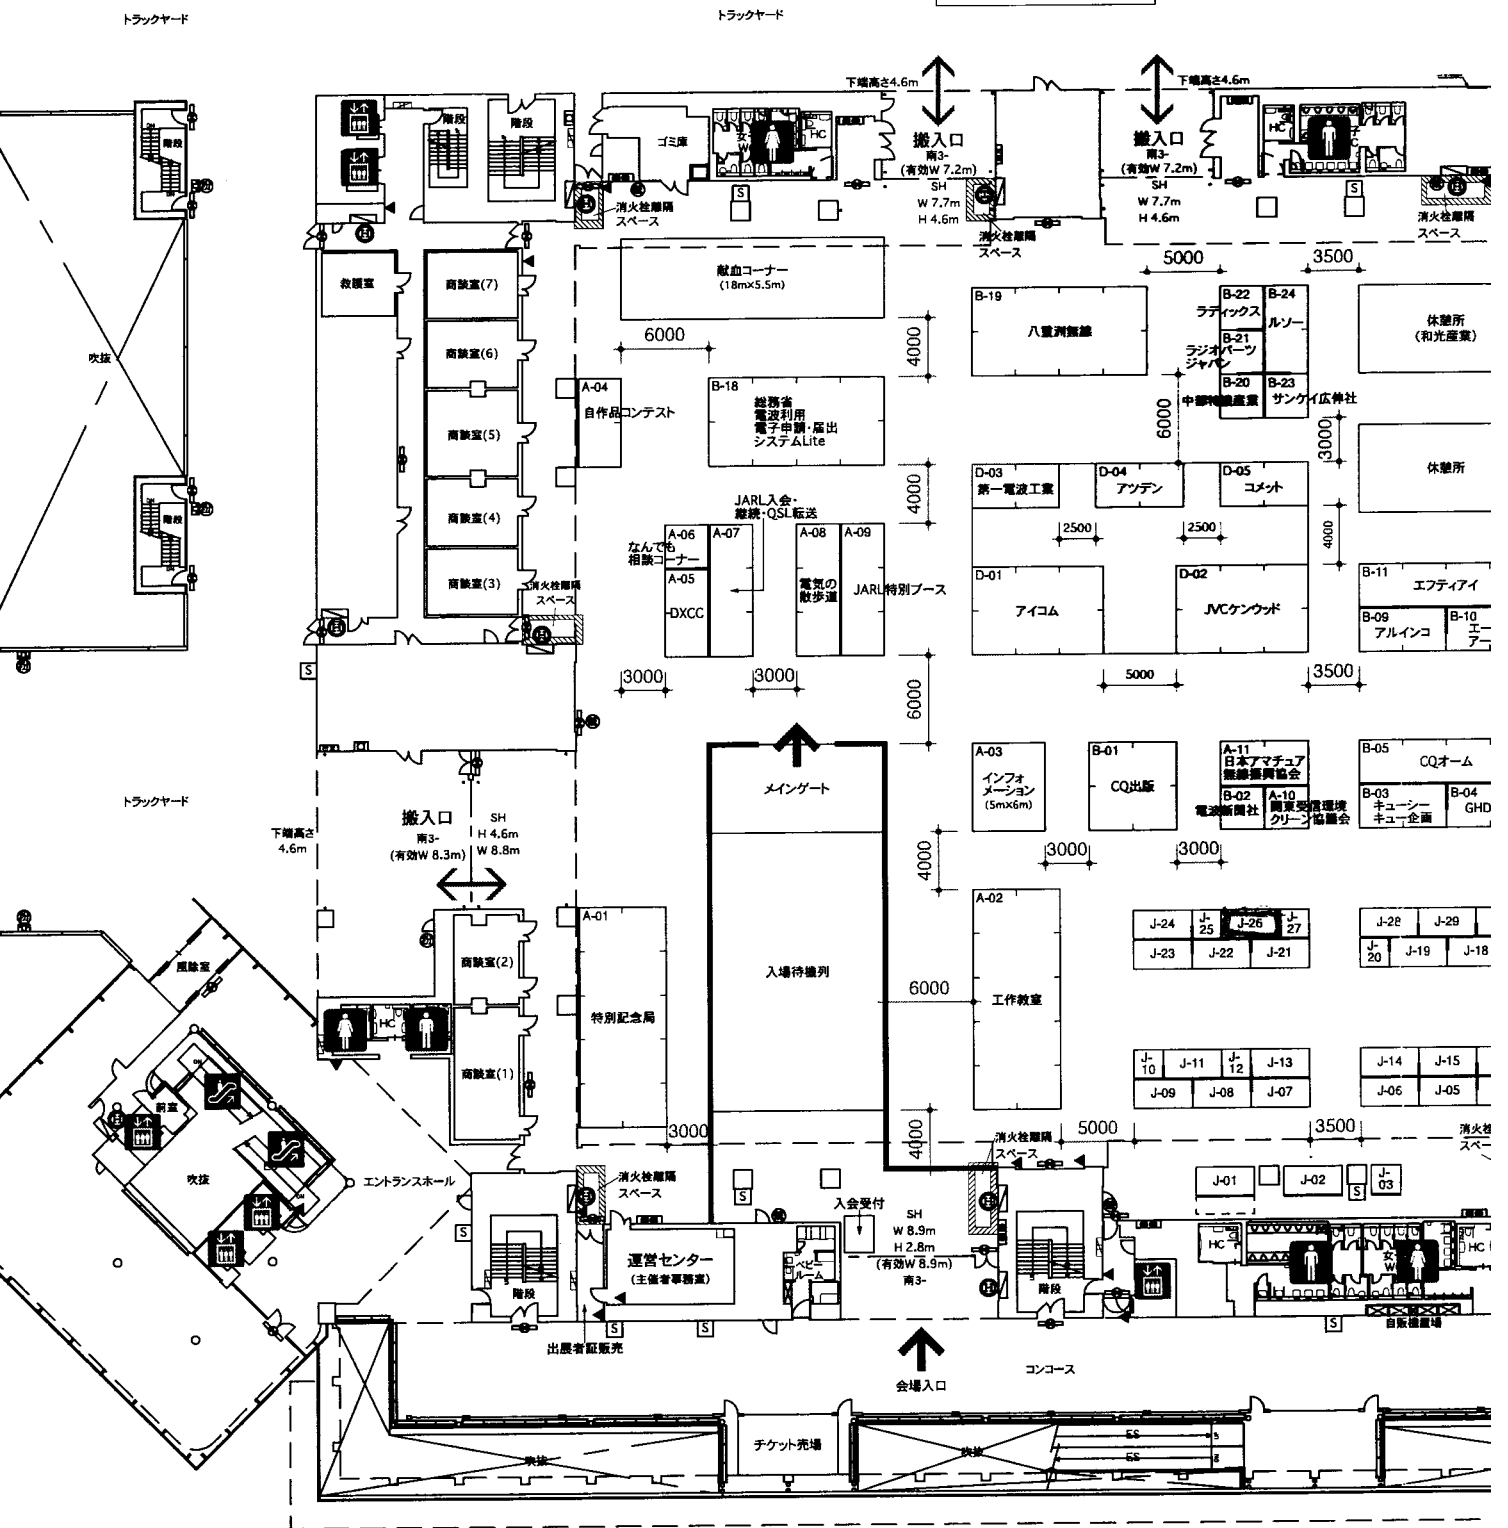 トラックヤード
トラックヤード
下端高さ4.6m
下端高さ4.6m
階段
階段
ゴミ庫
HC
搬入口
南3-
(有効W 7.2m)
SH
W 7.7m
H 4.6m
搬入口
南3-
(有効W 7.2m)
SH
W 7.7m
H 4.6m
HC
階段
S
S
消火栓離隔
スペース
消火栓離隔
スペース
消火栓離隔
スペース
5000
3500
救護室
商談室(7)
献血コーナー
(18m×5.5m)
B-19
八重洲無線
B-22
ラディックス
B-24
ルソー
B-21
ラジオパーツ
ジャパン
B-20
B-23
サンケイ広伸社
休憩所
(和光産業)
吹抜
商談室(6)
6000
4000
A-04
自作品コンテスト
B-18
総務省
電波利用
電子申請・届出
システムLite
6000
3000
商談室(5)
4000
D-03
第一電波工業
D-04
アツデン
D-05
コメット
休憩所
階段
商談室(4)
JARL入会・
継続・QSL転送
2500
2500
4000
A-06
なんでも
相談コーナー
A-07
A-08
電気の
散歩道
A-09
JARL特別ブース
A-05
DXCC
商談室(3)
消火栓離隔
スペース
D-01
アイコム
D-02
JVCケンウッド
B-11
エフティアイ
B-09
アルインコ
B-10
エー
アー
S
3000
3000
6000
5000
3500
メインゲート
A-03
インフォ
メーション
(5m×6m)
B-01
CQ出版
A-11
日本アマチュア
無線振興協会
B-02
電波新聞社
A-10
関東受信環境
クリーン協議会
B-05
CQオーム
B-03
キューシー
キュー企画
B-04
GHD
トラックヤード
下端高さ
4.6m
搬入口
南3-
(有効W 8.3m)
SH
H 4.6m
W 8.8m
4000
3000
3000
A-01
特別記念局
A-02
工作教室
J-24
J-
25
J-26
J-
27
J-28
J-29
J-23
J-22
J-21
J-
20
J-19
J-18
風除室
商談室(2)
入場待機列
6000
HC
商談室(1)
J-
10
J-11
J-
12
J-13
J-14
J-15
J-09
J-08
J-07
J-06
J-05
前室
3000
4000
消火栓離隔
スペース
5000
3500
消火栓
スペー
吹抜
エントランスホール
消火栓離隔
スペース
S
S
J-01
J-02
S
J-
03
入会受付
SH
W 8.9m
H 2.8m
(有効W 8.9m)
南3-
運営センター
(主催者事務室)
ベビー
ルーム
HC
HC
階段
階段
S
S
S
自販機置場
出展者証販売
会場入口
コンコース
チケット売場
吹抜
吹抜
ES
ES